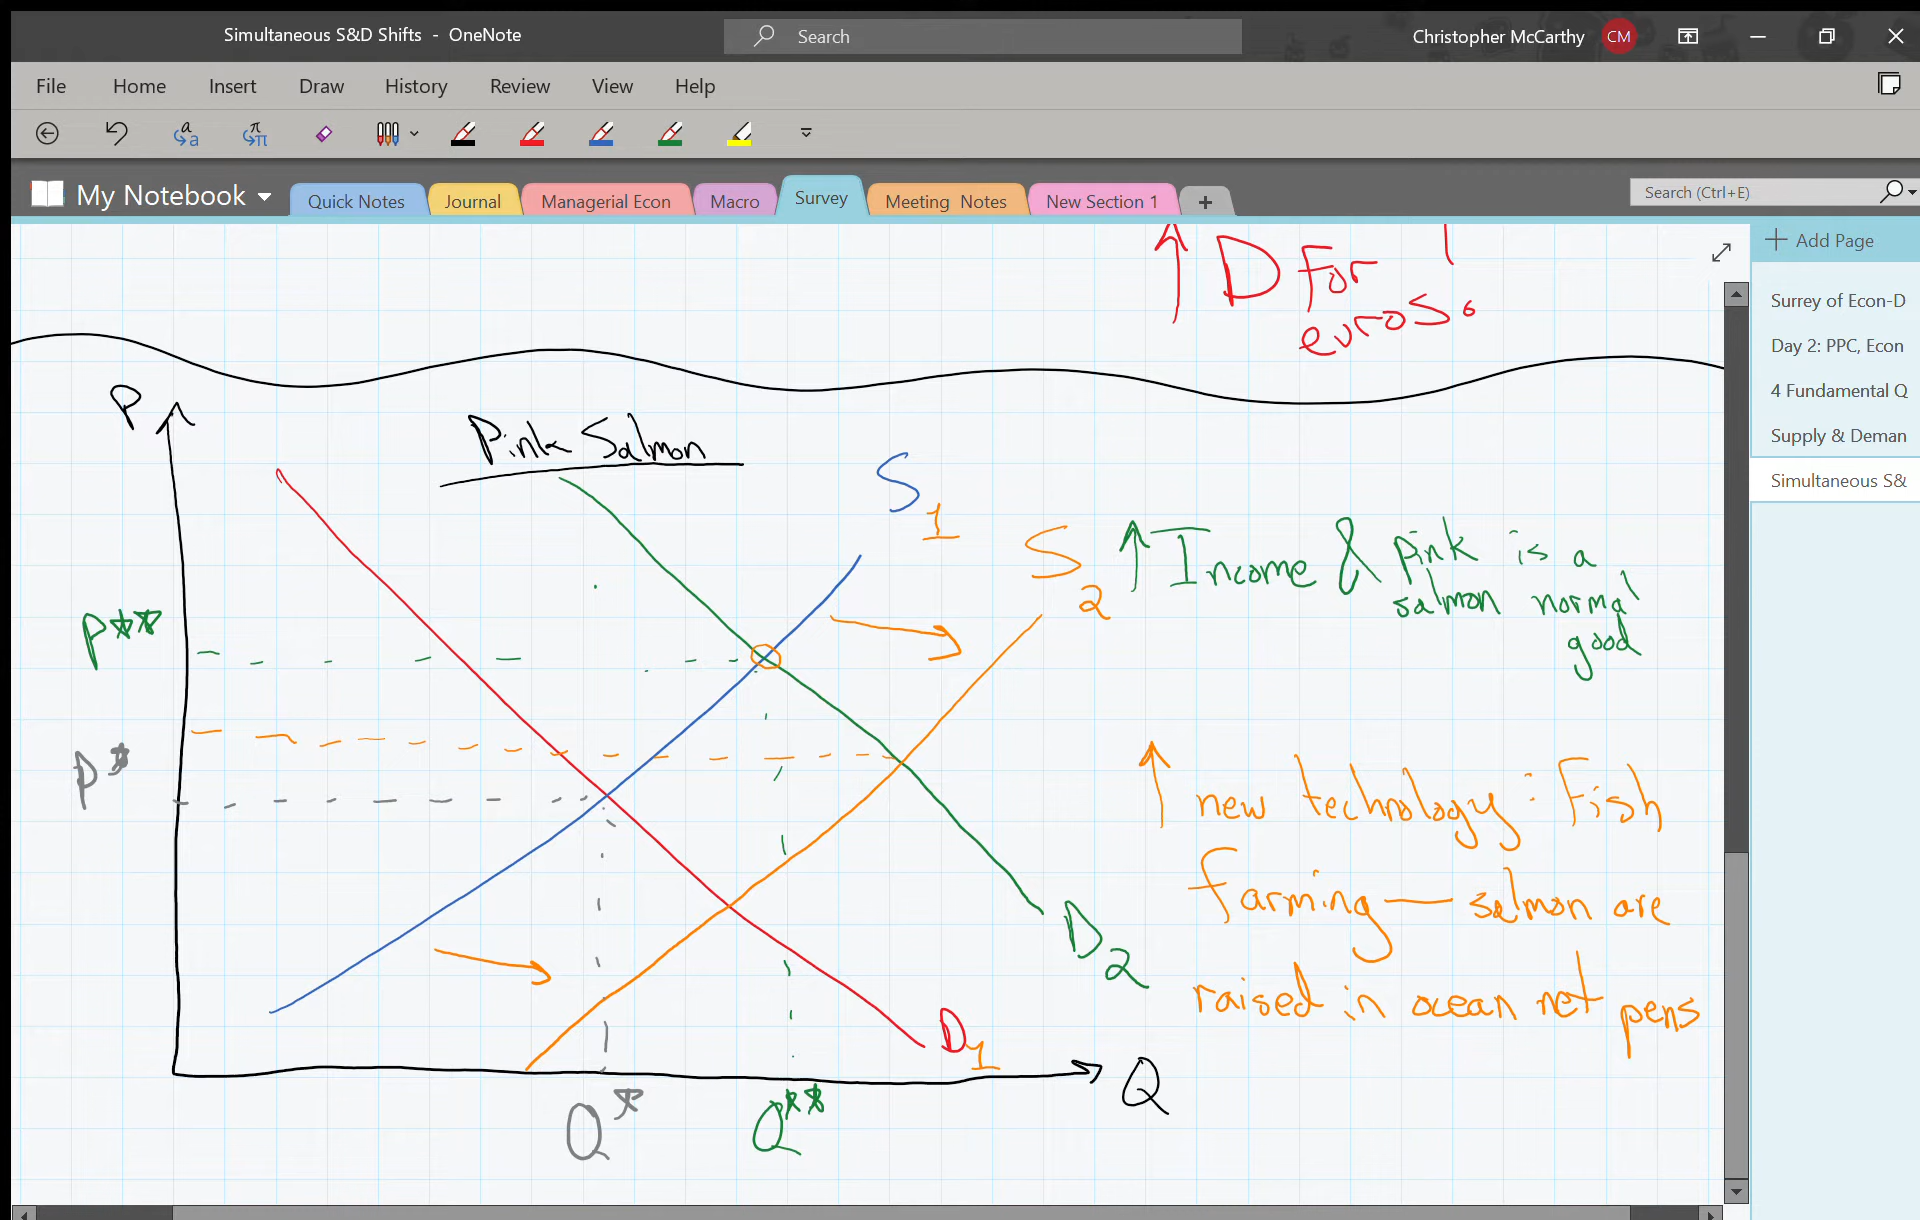 Simultaneous S&D Shifts - OneNote
Search
Christopher McCarthy
CM
File Home Insert Draw History Review View Help
My Notebook
Quick Notes
Journal
Managerial Econ
Macro
Survey
Meeting Notes
New Section 1
+
Search (Ctrl+E)
Add Page
Surrey of Econ-D
Day 2: PPC, Econ
4 Fundamental Q
Supply & Deman
Simultaneous S&
↑ D for
euros.
P
Pink Salmon
S1
S2
↑ Income & pink is a
salmon normal
good
P**
P*
↑ new technology: Fish
Farming — salmon are
raised in ocean net pens
D2
D1
Q
Q*
Q**